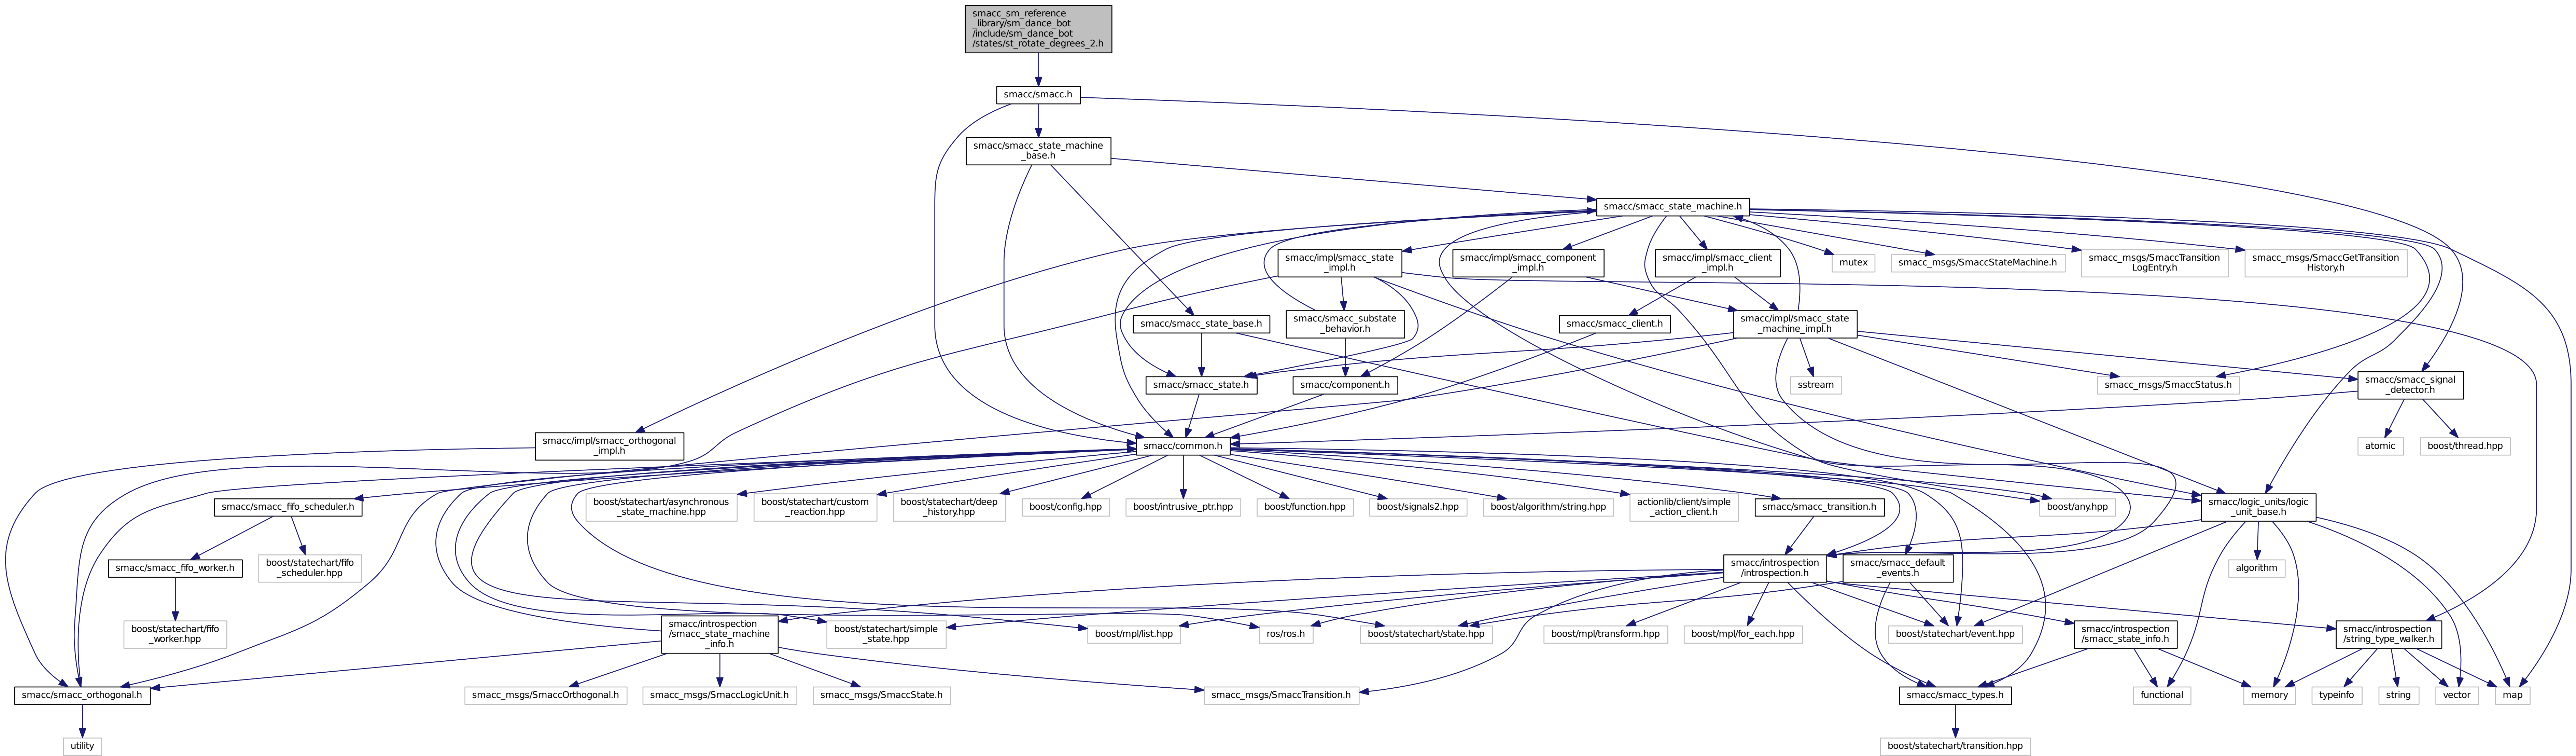 smacc_sm_reference
_library/sm_dance_bot
/include/sm_dance_bot
/states/st_rotate_degrees_2.h
smacc/smacc.h
smacc/smacc_state_machine
_base.h
smacc/smacc_state_machine.h
smacc/impl/smacc_state
_impl.h
smacc/impl/smacc_component
_impl.h
smacc/impl/smacc_client
_impl.h
mutex
smacc_msgs/SmaccStateMachine.h
smacc_msgs/SmaccTransition
LogEntry.h
smacc_msgs/SmaccGetTransition
History.h
smacc/smacc_state_base.h
smacc/smacc_substate
_behavior.h
smacc/smacc_client.h
smacc/impl/smacc_state
_machine_impl.h
smacc/smacc_state.h
smacc/component.h
sstream
smacc_msgs/SmaccStatus.h
smacc/smacc_signal
_detector.h
smacc/impl/smacc_orthogonal
_impl.h
smacc/common.h
atomic
boost/thread.hpp
smacc/smacc_fifo_scheduler.h
boost/statechart/asynchronous
_state_machine.hpp
boost/statechart/custom
_reaction.hpp
boost/statechart/deep
_history.hpp
boost/config.hpp
boost/intrusive_ptr.hpp
boost/function.hpp
boost/signals2.hpp
boost/algorithm/string.hpp
actionlib/client/simple
_action_client.h
smacc/smacc_transition.h
boost/any.hpp
smacc/logic_units/logic
_unit_base.h
smacc/smacc_fifo_worker.h
boost/statechart/fifo
_scheduler.hpp
smacc/introspection
/introspection.h
smacc/smacc_default
_events.h
algorithm
boost/statechart/fifo
_worker.hpp
smacc/introspection
/smacc_state_machine
_info.h
boost/statechart/simple
_state.hpp
boost/mpl/list.hpp
ros/ros.h
boost/statechart/state.hpp
boost/mpl/transform.hpp
boost/mpl/for_each.hpp
boost/statechart/event.hpp
smacc/introspection
/smacc_state_info.h
smacc/introspection
/string_type_walker.h
smacc/smacc_orthogonal.h
smacc_msgs/SmaccOrthogonal.h
smacc_msgs/SmaccLogicUnit.h
smacc_msgs/SmaccState.h
smacc_msgs/SmaccTransition.h
smacc/smacc_types.h
functional
memory
typeinfo
string
vector
map
utility
boost/statechart/transition.hpp